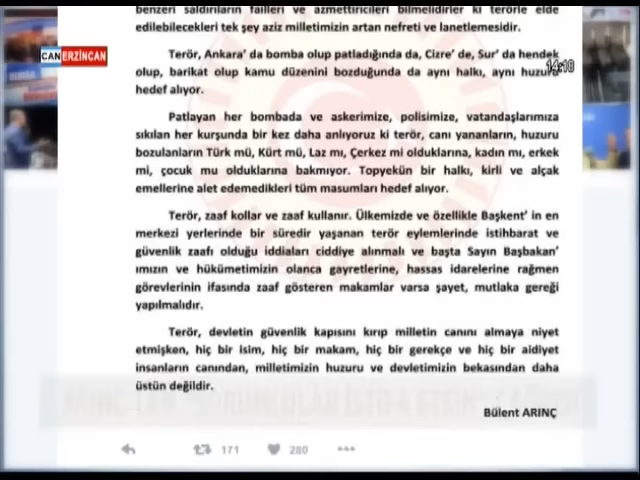 benzeri saldırıların failleri ve azmettiricileri bilmelidirler ki terörle elde
edilebilecekleri tek şey aziz milletimizin artan nefreti ve lanetlemesidir.
CAN ERZİNCAN
14:10
Terör, Ankara' da bomba olup patladığında da, Cizre' de, Sur' da hendek
olup, barikat olup kamu düzenini bozduğunda da aynı halkı, aynı huzuru
hedef alıyor.
Patlayan her bombada ve askerimize, polisimize, vatandaşlarımıza
sıkılan her kurşunda bir kez daha anlıyoruz ki terör, canı yananların, huzuru
bozulanların Türk mü, Kürt mü, Laz mı, Çerkez mi olduklarına, kadın mı, erkek
mi, çocuk mu olduklarına bakmıyor. Topyekün bir halkı, kirli ve alçak
emellerine alet edemedikleri tüm masumları hedef alıyor.
Terör, zaaf kollar ve zaaf kullanır. Ülkemizde ve özellikle Başkent' in en
merkezi yerlerinde bir süredir yaşanan terör eylemlerinde istihbarat ve
güvenlik zaafı olduğu iddiaları ciddiye alınmalı ve başta Sayın Başbakan'
ımızın ve hükümetimizin olanca gayretlerine, hassas idarelerine rağmen
görevlerinin ifasında zaaf gösteren makamlar varsa şayet, mutlaka gereği
yapılmalıdır.
Terör, devletin güvenlik kapısını kırıp milletin canını almaya niyet
etmişken, hiç bir isim, hiç bir makam, hiç bir gerekçe ve hiç bir aidiyet
insanların canından, milletimizin huzuru ve devletimizin bekasından daha
üstün değildir.
Bülent ARINÇ
171 280